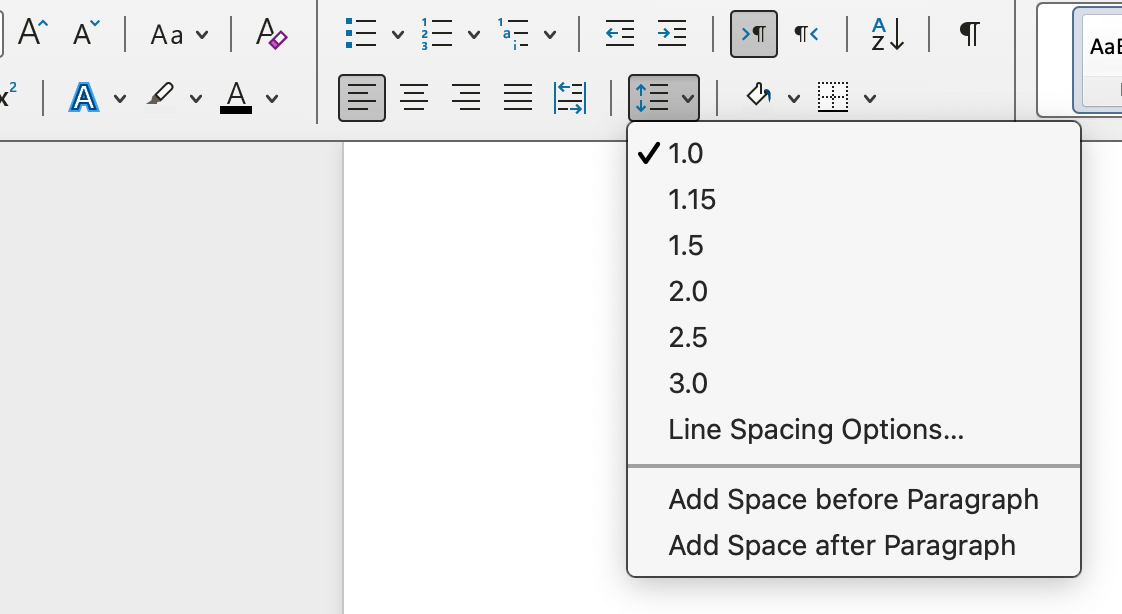 Aa
x2
A
A
¶
AaB
✓ 1.0
1.15
1.5
2.0
2.5
3.0
Line Spacing Options...
Add Space before Paragraph
Add Space after Paragraph